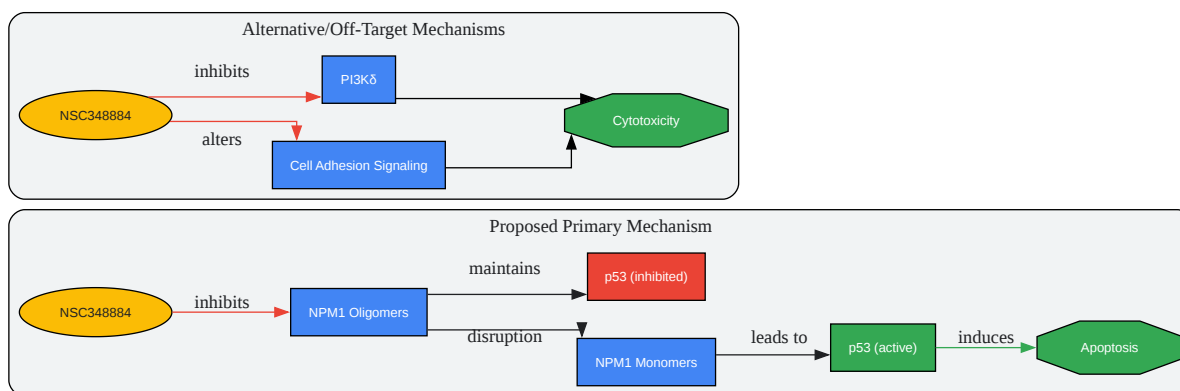 Alternative/Off-Target Mechanisms
inhibits
PI3Kδ
NSC348884
Cytotoxicity
alters
Cell Adhesion Signaling
Proposed Primary Mechanism
maintains
p53 (inhibited)
NSC348884
inhibits
NPM1 Oligomers
disruption
NPM1 Monomers
leads to
p53 (active)
induces
Apoptosis